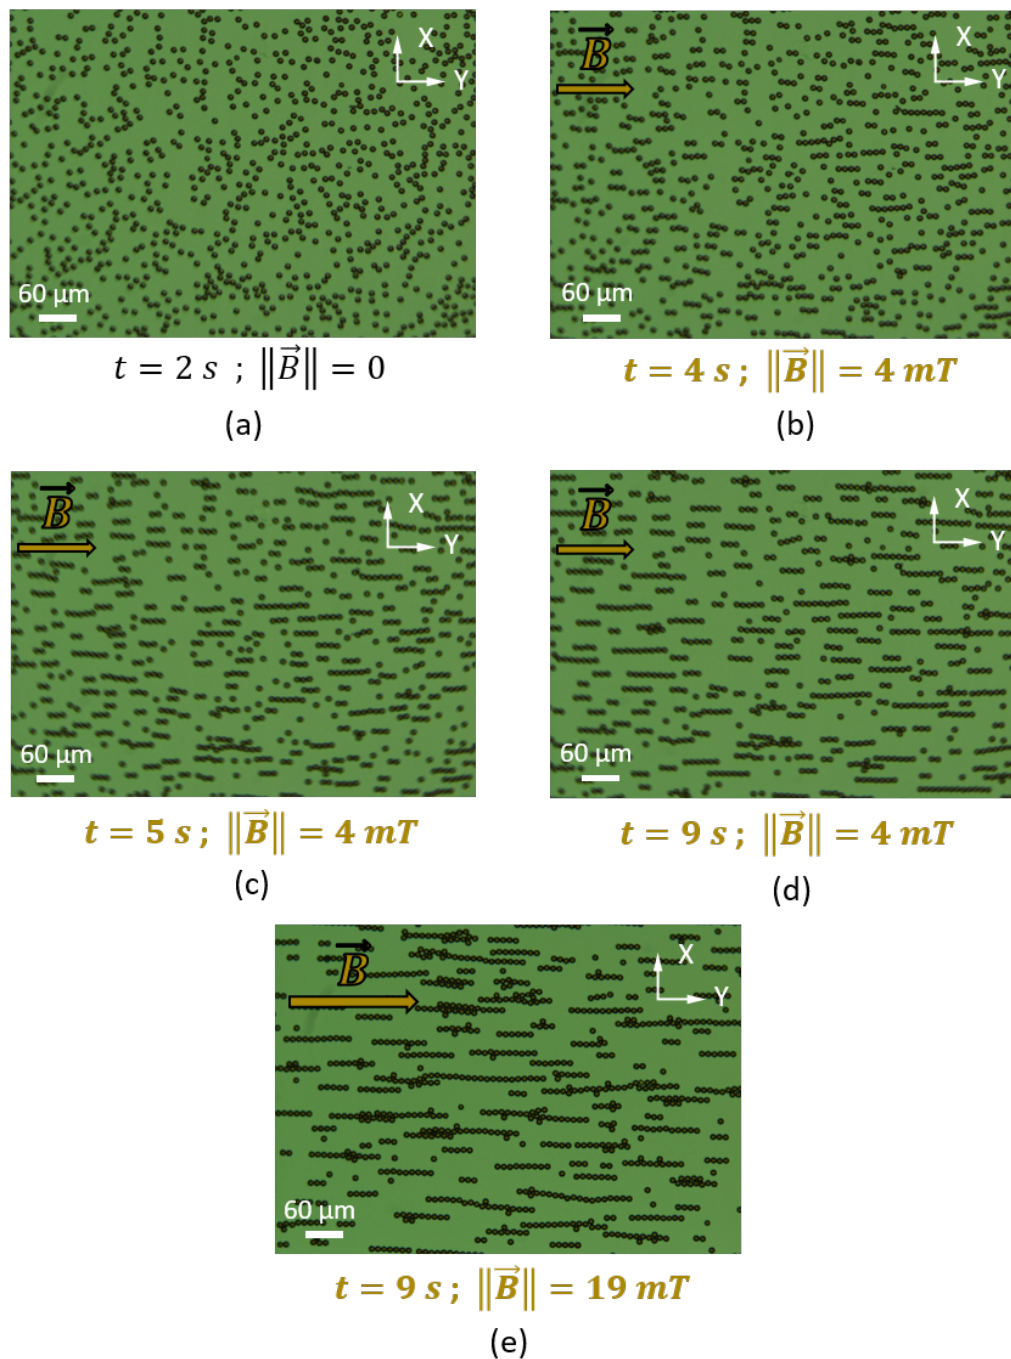 X
Y
60 µm
t = 2 s ; ‖B⃗‖ = 0
(a)
B⃗
X
Y
60 µm
t = 4 s ; ‖B⃗‖ = 4 mT
(b)
B⃗
X
Y
60 µm
t = 5 s ; ‖B⃗‖ = 4 mT
(c)
B⃗
X
Y
60 µm
t = 9 s ; ‖B⃗‖ = 4 mT
(d)
B⃗
X
Y
60 µm
t = 9 s ; ‖B⃗‖ = 19 mT
(e)